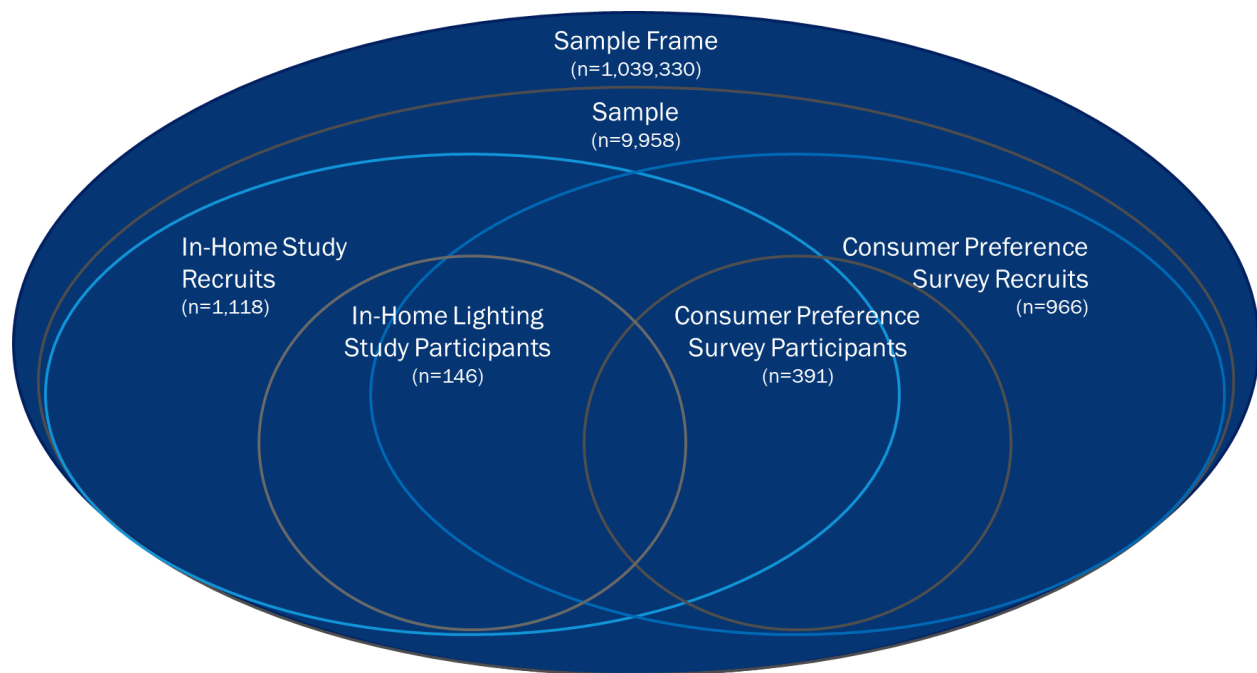 Sample Frame
(n=1,039,330)
Sample
(n=9,958)
In-Home Study
Recruits
(n=1,118)
Consumer Preference
Survey Recruits
(n=966)
In-Home Lighting
Study Participants
(n=146)
Consumer Preference
Survey Participants
(n=391)